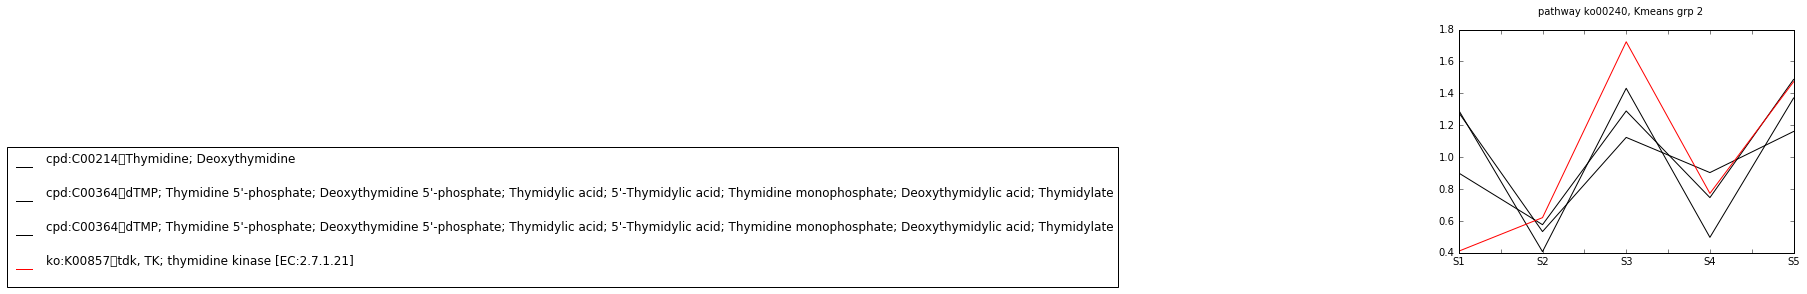 pathway ko00240, Kmeans grp 2
1.8
1.6
1.4
1.2
1.0
0.8
0.6
0.4
S1 S2 S3 S4 S5
cpd:C00214▯Thymidine; Deoxythymidine
cpd:C00364▯dTMP; Thymidine 5'-phosphate; Deoxythymidine 5'-phosphate; Thymidylic acid; 5'-Thymidylic acid; Thymidine monophosphate; Deoxythymidylic acid; Thymidylate
cpd:C00364▯dTMP; Thymidine 5'-phosphate; Deoxythymidine 5'-phosphate; Thymidylic acid; 5'-Thymidylic acid; Thymidine monophosphate; Deoxythymidylic acid; Thymidylate
ko:K00857▯tdk, TK; thymidine kinase [EC:2.7.1.21]